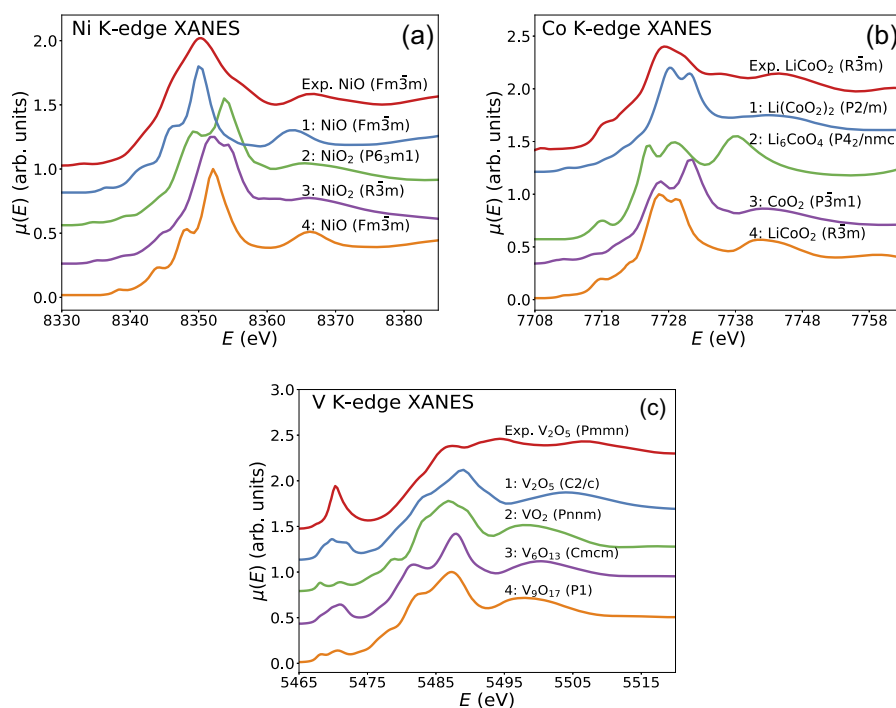 Ni K-edge XANES
(a)
μ(E) (arb. units)
2.0
1.5
1.0
0.5
0.0
Exp. NiO (Fm3̄m)
1: NiO (Fm3̄m)
2: NiO₂ (P6₃m1)
3: NiO₂ (R3̄m)
4: NiO (Fm3̄m)
8330 8340 8350 8360 8370 8380
E (eV)
Co K-edge XANES
(b)
μ(E) (arb. units)
2.5
2.0
1.5
1.0
0.5
0.0
Exp. LiCoO₂ (R3̄m)
1: Li(CoO₂)₂ (P2/m)
2: Li₆CoO₄ (P4₂/nmc
3: CoO₂ (P3̄m1)
4: LiCoO₂ (R3̄m)
7708 7718 7728 7738 7748 7758
E (eV)
V K-edge XANES
(c)
μ(E) (arb. units)
3.0
2.5
2.0
1.5
1.0
0.5
0.0
Exp. V₂O₅ (Pmmn)
1: V₂O₅ (C2/c)
2: VO₂ (Pnnm)
3: V₆O₁₃ (Cmcm)
4: V₉O₁₇ (P1)
5465 5475 5485 5495 5505 5515
E (eV)